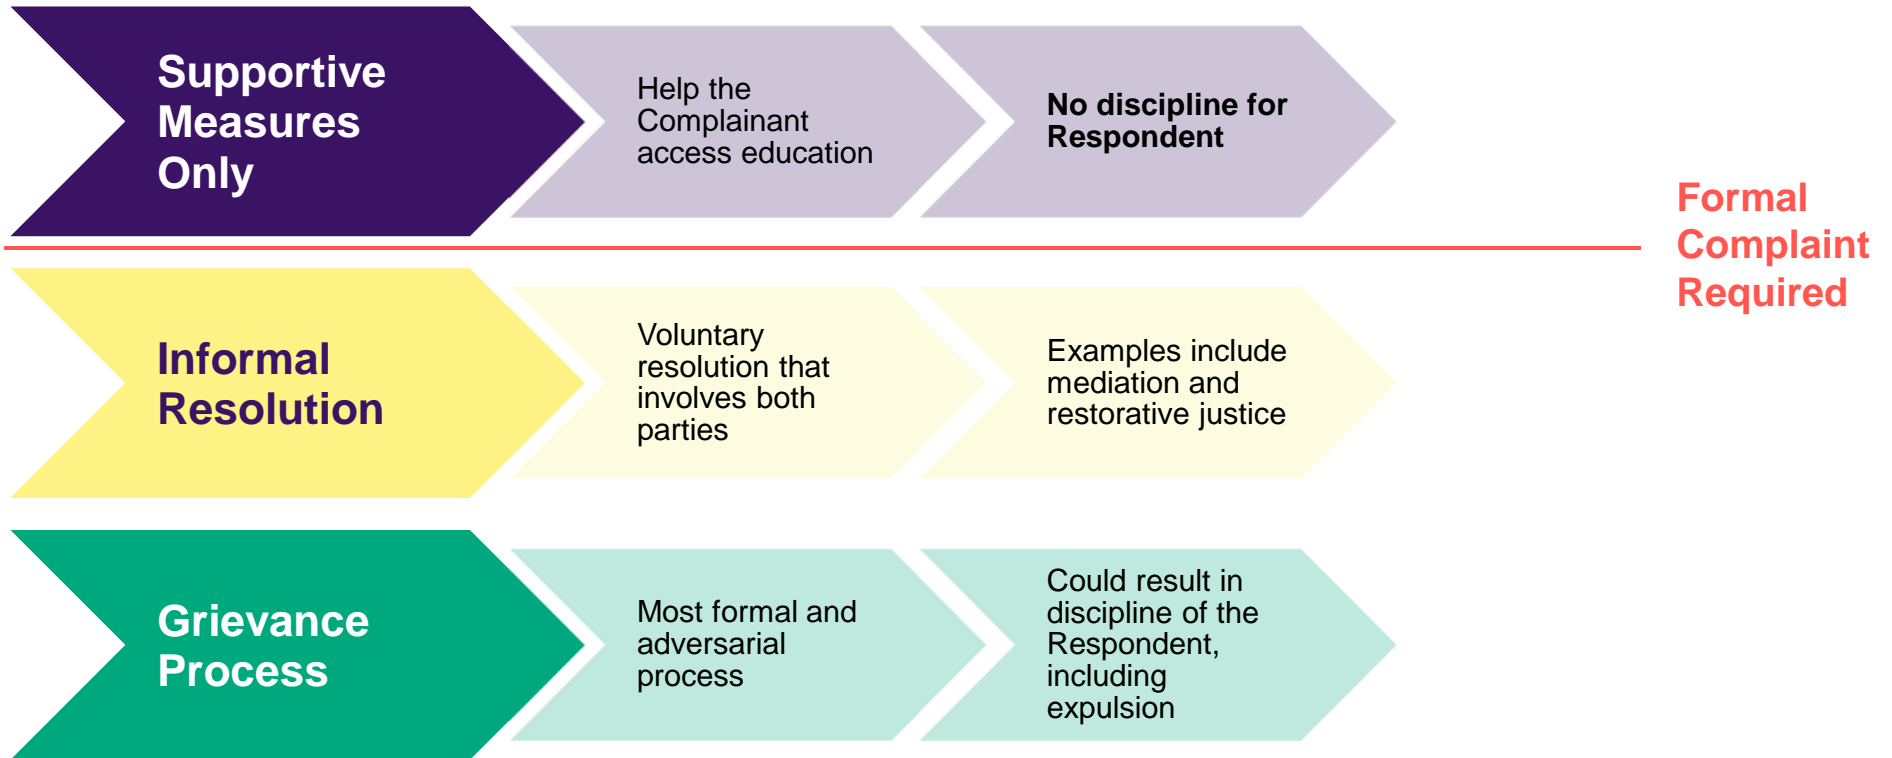 Supportive
Measures
Only
Help the
Complainant
access education
No discipline for
Respondent
Formal
Complaint
Required
Informal
Resolution
Voluntary
resolution that
involves both
parties
Examples include
mediation and
restorative justice
Grievance
Process
Most formal and
adversarial
process
Could result in
discipline of the
Respondent,
including
expulsion